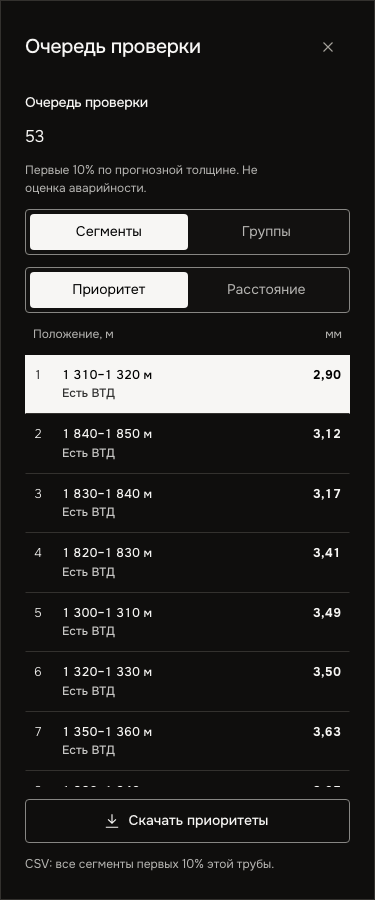 Очередь проверки
Очередь проверки
53
Первые 10% по прогнозной толщине. Не
оценка аварийности.
Сегменты Группы
Приоритет Расстояние
Положение, м мм
1 1 310–1 320 м 2,90
Есть ВТД
2 1 840–1 850 м 3,12
Есть ВТД
3 1 830–1 840 м 3,17
Есть ВТД
4 1 820–1 830 м 3,41
Есть ВТД
5 1 300–1 310 м 3,49
Есть ВТД
6 1 320–1 330 м 3,50
Есть ВТД
7 1 350–1 360 м 3,63
Есть ВТД
Скачать приоритеты
CSV: все сегменты первых 10% этой трубы.